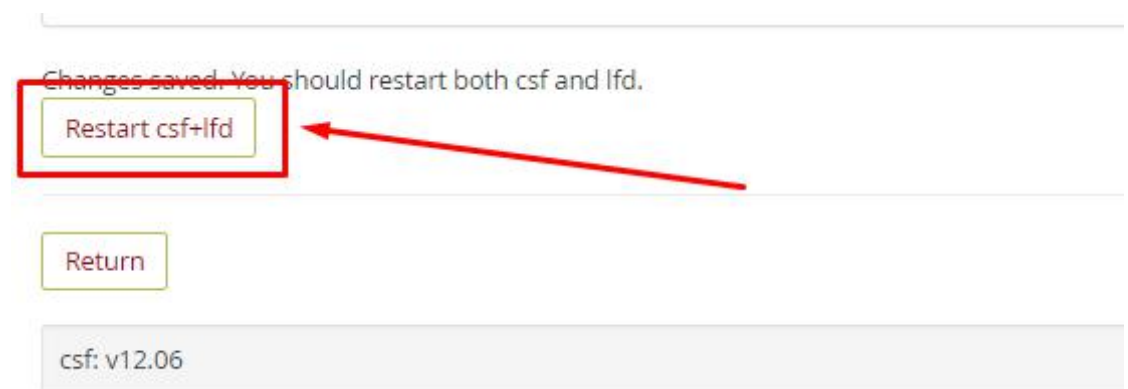 Changes saved. You should restart both csf and lfd.
Restart csf+lfd
Return
csf: v12.06